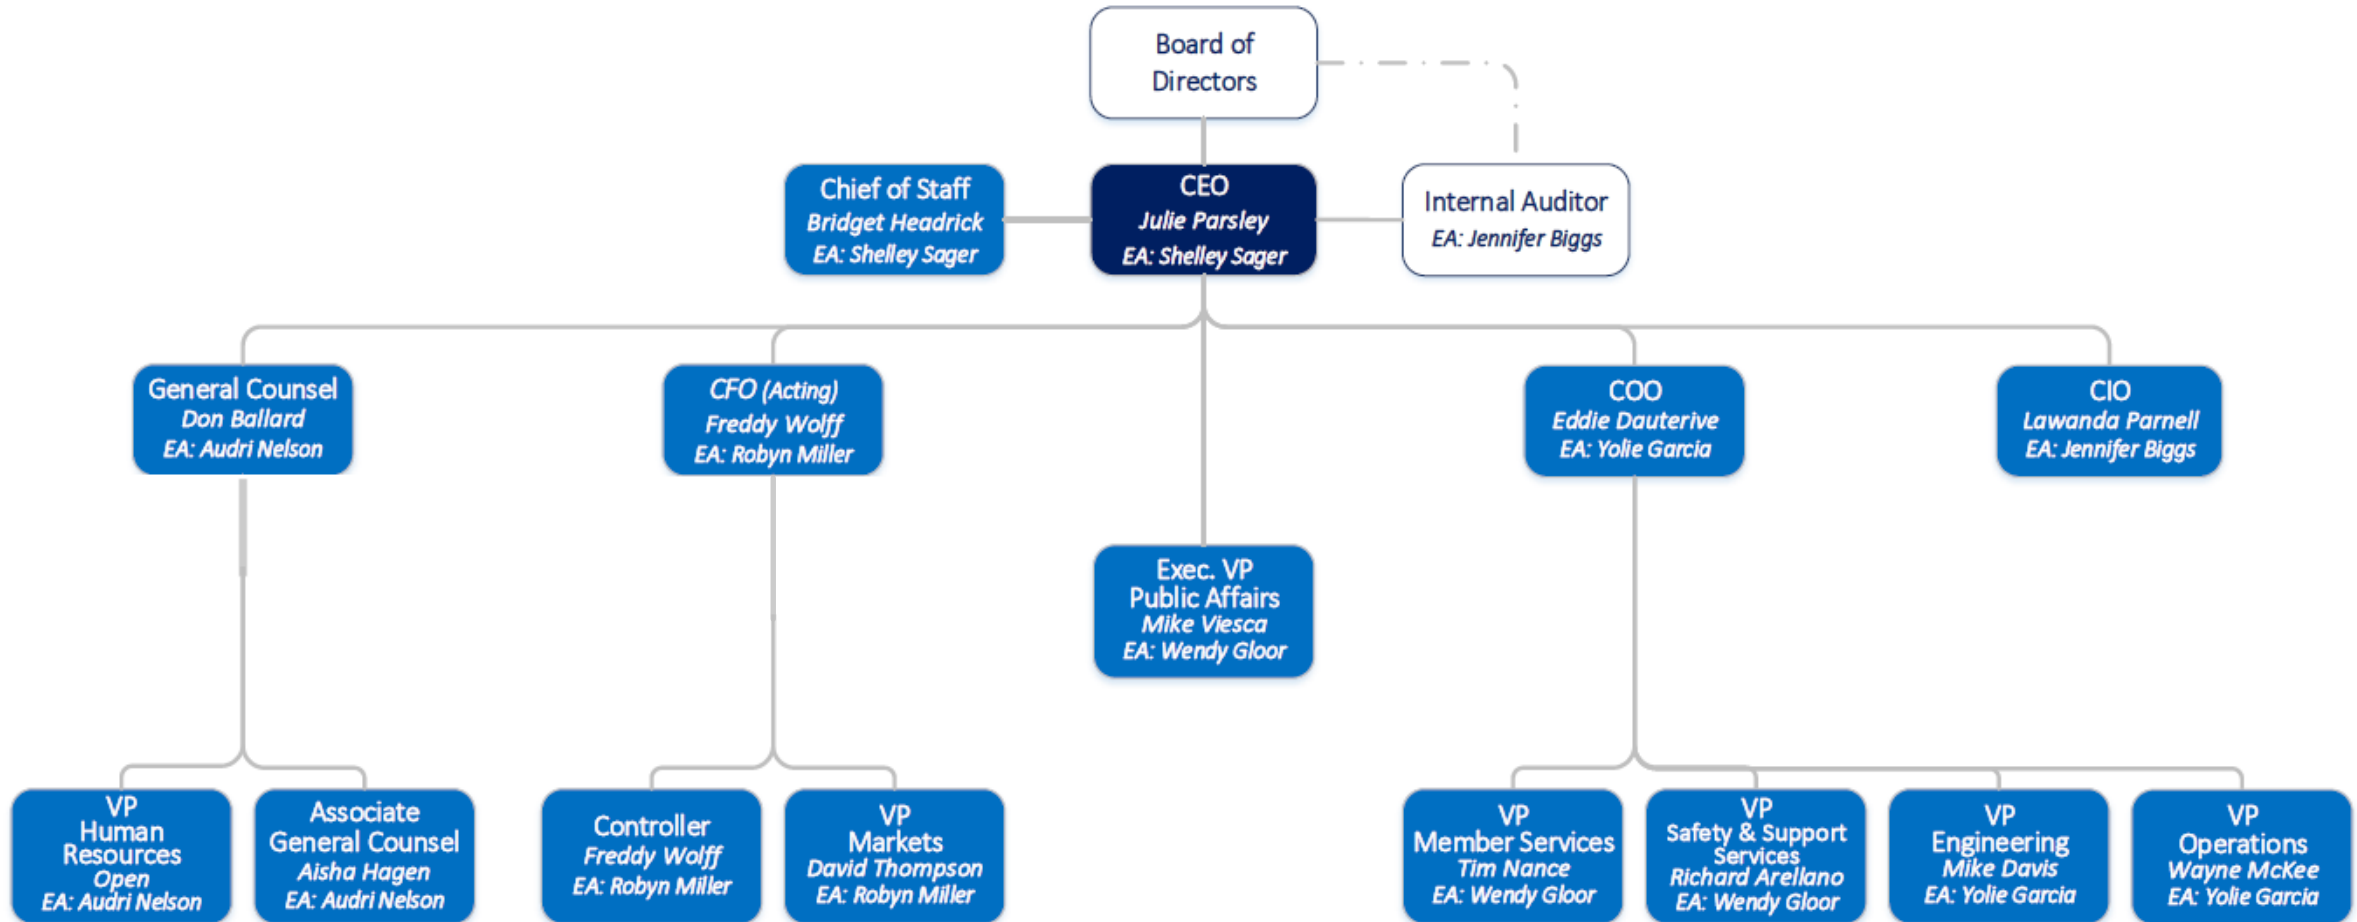 Board of
Directors
Chief of Staff
Bridget Headrick
EA: Shelley Sager
CEO
Julie Parsley
EA: Shelley Sager
Internal Auditor
EA: Jennifer Biggs
General Counsel
Don Ballard
EA: Audri Nelson
CFO (Acting)
Freddy Wolff
EA: Robyn Miller
COO
Eddie Dauterive
EA: Yolie Garcia
CIO
Lawanda Parnell
EA: Jennifer Biggs
Exec. VP
Public Affairs
Mike Viesca
EA: Wendy Gloor
VP
Human
Resources
Open
EA: Audri Nelson
Associate
General Counsel
Aisha Hagen
EA: Audri Nelson
Controller
Freddy Wolff
EA: Robyn Miller
VP
Markets
David Thompson
EA: Robyn Miller
VP
Member Services
Tim Nance
EA: Wendy Gloor
VP
Safety & Support
Services
Richard Arellano
EA: Wendy Gloor
VP
Engineering
Mike Davis
EA: Yolie Garcia
VP
Operations
Wayne McKee
EA: Yolie Garcia